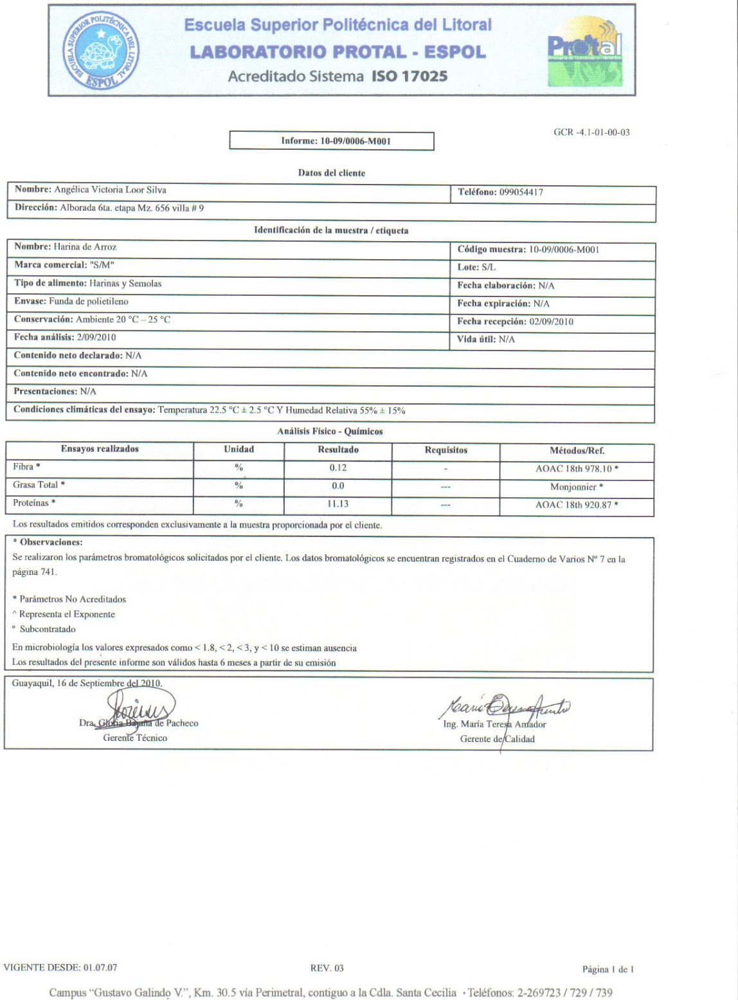 ESCUELA SUPERIOR POLITÉCNICA DEL LITORAL
ESPOL
Escuela Superior Politécnica del Litoral
LABORATORIO PROTAL - ESPOL
Acreditado Sistema ISO 17025
Protal
GCR -4.1-01-00-03
Informe: 10-09/0006-M001
Datos del cliente
Nombre: Angélica Victoria Loor Silva
Teléfono: 099054417
Dirección: Alborada 6ta. etapa Mz. 656 villa # 9
Identificación de la muestra / etiqueta
Nombre: Harina de Arroz
Código muestra: 10-09/0006-M001
Marca comercial: "S/M"
Lote: S/L
Tipo de alimento: Harinas y Semolas
Fecha elaboración: N/A
Envase: Funda de polietileno
Fecha expiración: N/A
Conservación: Ambiente 20 °C – 25 °C
Fecha recepción: 02/09/2010
Fecha análisis: 2/09/2010
Vida útil: N/A
Contenido neto declarado: N/A
Contenido neto encontrado: N/A
Presentaciones: N/A
Condiciones climáticas del ensayo: Temperatura 22.5 °C ± 2.5 °C Y Humedad Relativa 55% ± 15%
Análisis Físico - Químicos
Ensayos realizados Unidad Resultado Requisitos Métodos/Ref.
Fibra * % 0.12 - AOAC 18th 978.10 *
Grasa Total * % 0.0 --- Monjonnier *
Proteínas * % 11.13 --- AOAC 18th 920.87 *
Los resultados emitidos corresponden exclusivamente a la muestra proporcionada por el cliente.
* Observaciones:
Se realizaron los parámetros bromatológicos solicitados por el cliente. Los datos bromatológicos se encuentran registrados en el Cuaderno de Varios Nº 7 en la
página 741.
* Parámetros No Acreditados
^ Representa el Exponente
º Subcontratado
En microbiología los valores expresados como < 1.8, < 2, < 3, y < 10 se estiman ausencia
Los resultados del presente informe son válidos hasta 6 meses a partir de su emisión
Guayaquil, 16 de Septiembre del 2010.
Dra. Gloria Bajaña de Pacheco
Gerente Técnico
Ing. María Teresa Amador
Gerente de Calidad
VIGENTE DESDE: 01.07.07
REV. 03
Página 1 de 1
Campus “Gustavo Galindo V.”, Km. 30.5 vía Perimetral, contiguo a la Cdla. Santa Cecilia • Teléfonos: 2-269723 / 729 / 739